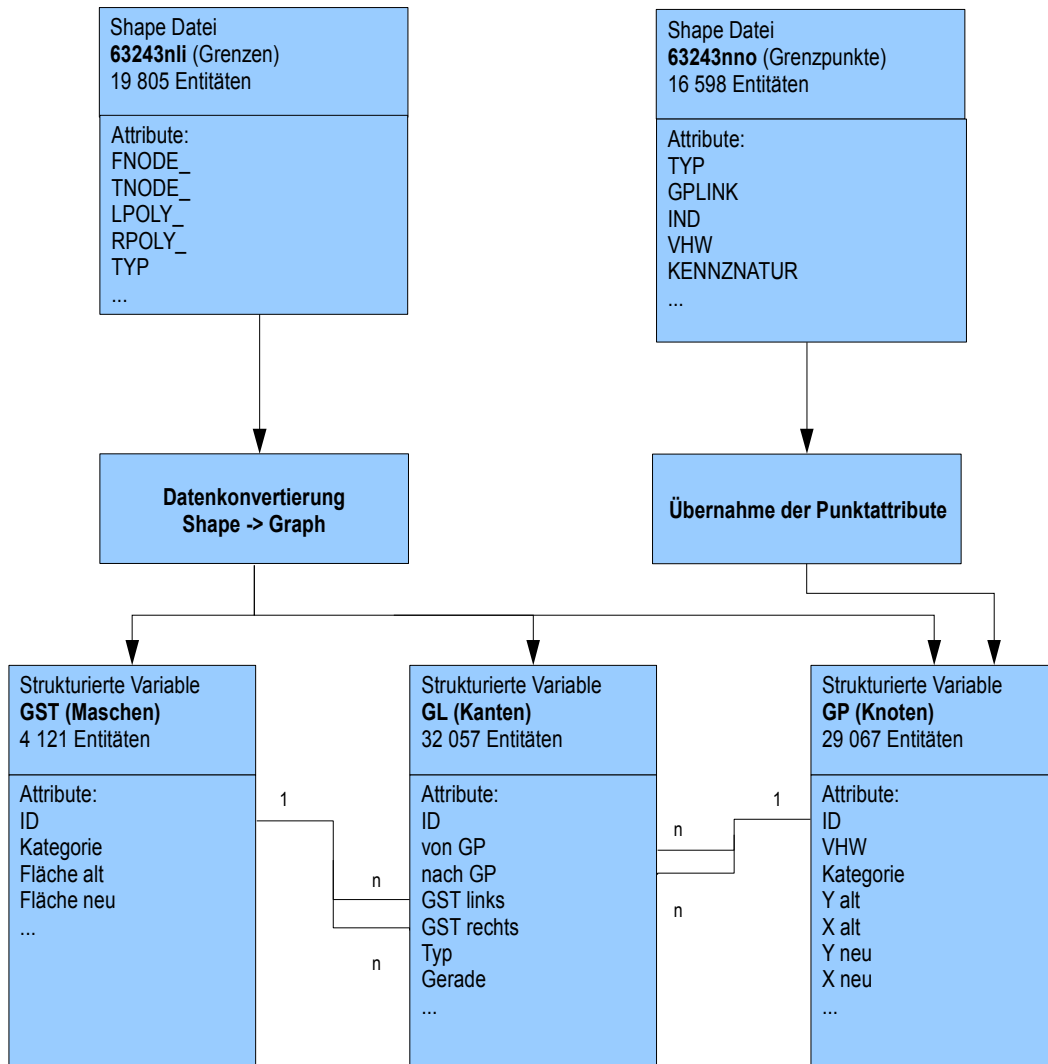 Shape Datei
63243nli (Grenzen)
19 805 Entitäten
Attribute:
FNODE_
TNODE_
LPOLY_
RPOLY_
TYP
...
Shape Datei
63243nno (Grenzpunkte)
16 598 Entitäten
Attribute:
TYP
GPLINK
IND
VHW
KENNZNATUR
...
Datenkonvertierung
Shape -> Graph
Übernahme der Punktattribute
Strukturierte Variable
GST (Maschen)
4 121 Entitäten
Attribute:
ID
Kategorie
Fläche alt
Fläche neu
...
1
n
n
Strukturierte Variable
GL (Kanten)
32 057 Entitäten
Attribute:
ID
von GP
nach GP
GST links
GST rechts
Typ
Gerade
...
n
n
1
Strukturierte Variable
GP (Knoten)
29 067 Entitäten
Attribute:
ID
VHW
Kategorie
Y alt
X alt
Y neu
X neu
...